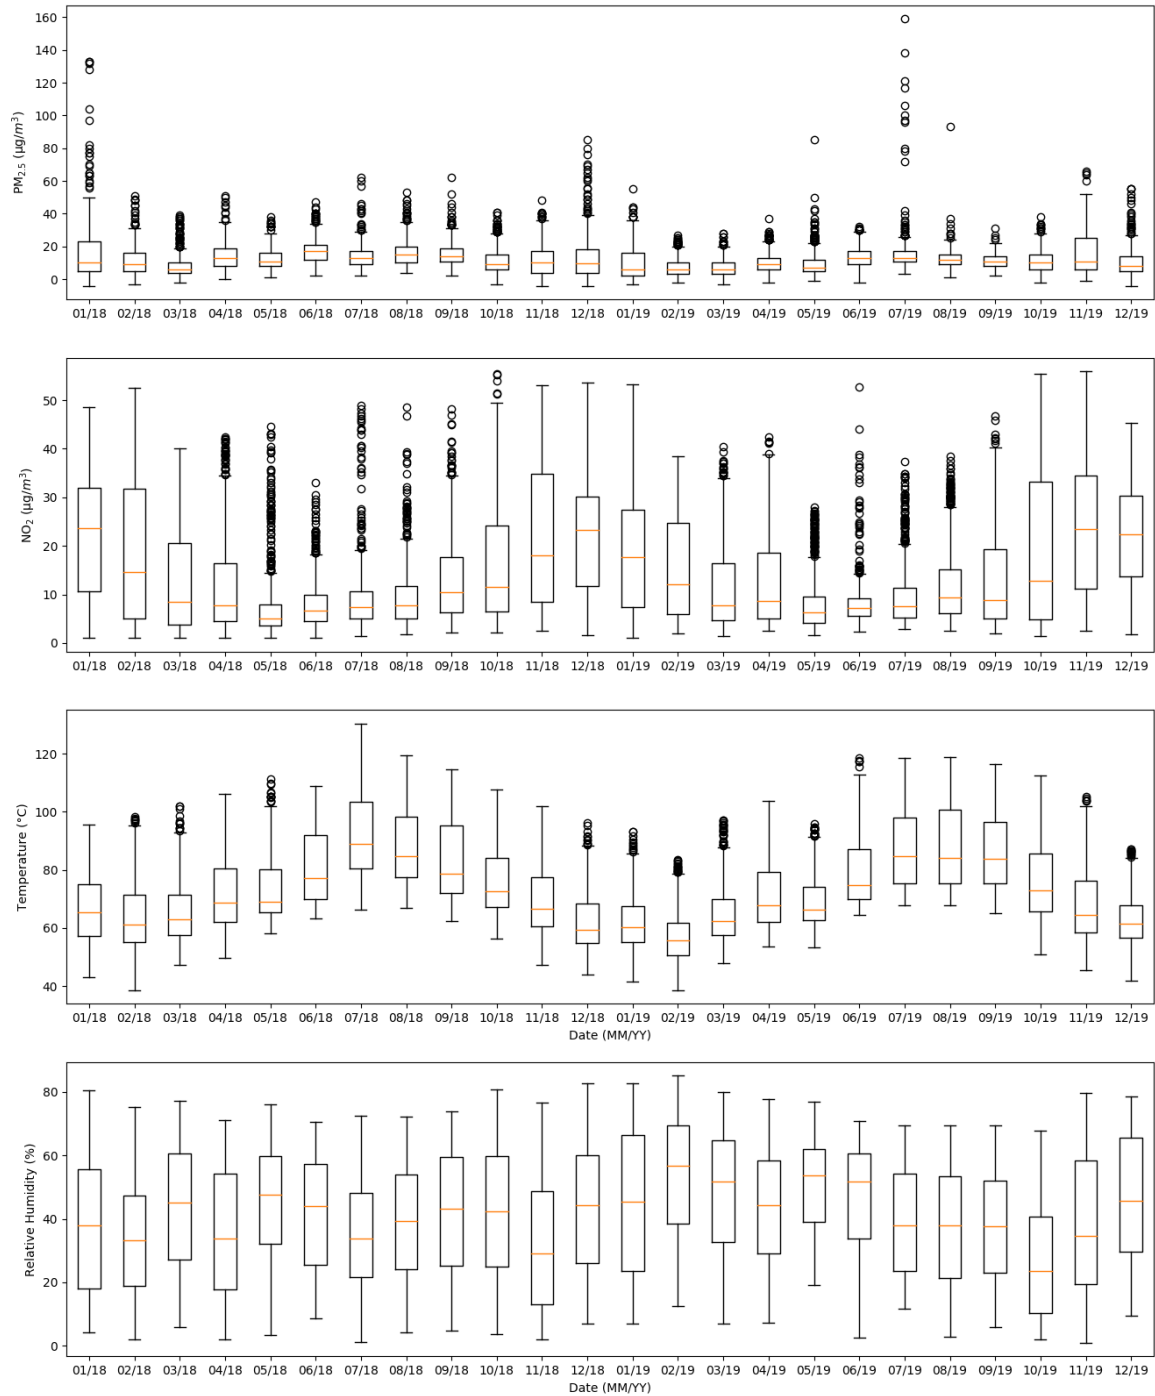 PM2.5 (µg/m³)
160
140
120
100
80
60
40
20
0
01/18 02/18 03/18 04/18 05/18 06/18 07/18 08/18 09/18 10/18 11/18 12/18 01/19 02/19 03/19 04/19 05/19 06/19 07/19 08/19 09/19 10/19 11/19 12/19
NO2 (µg/m³)
50
40
30
20
10
0
01/18 02/18 03/18 04/18 05/18 06/18 07/18 08/18 09/18 10/18 11/18 12/18 01/19 02/19 03/19 04/19 05/19 06/19 07/19 08/19 09/19 10/19 11/19 12/19
Temperature (°C)
120
100
80
60
40
01/18 02/18 03/18 04/18 05/18 06/18 07/18 08/18 09/18 10/18 11/18 12/18 01/19 02/19 03/19 04/19 05/19 06/19 07/19 08/19 09/19 10/19 11/19 12/19
Date (MM/YY)
Relative Humidity (%)
80
60
40
20
0
01/18 02/18 03/18 04/18 05/18 06/18 07/18 08/18 09/18 10/18 11/18 12/18 01/19 02/19 03/19 04/19 05/19 06/19 07/19 08/19 09/19 10/19 11/19 12/19
Date (MM/YY)